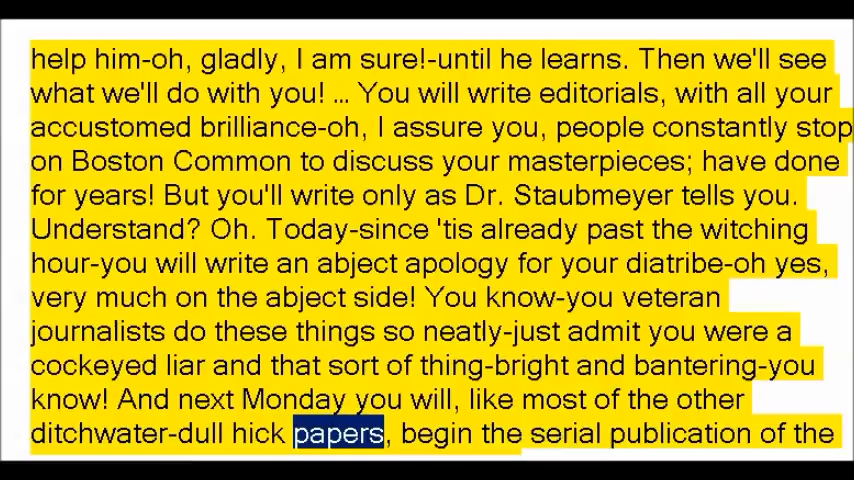 help him-oh, gladly, I am sure!-until he learns. Then we'll see
what we'll do with you! ... You will write editorials, with all your
accustomed brilliance-oh, I assure you, people constantly stop
on Boston Common to discuss your masterpieces; have done
for years! But you'll write only as Dr. Staubmeyer tells you.
Understand? Oh. Today-since 'tis already past the witching
hour-you will write an abject apology for your diatribe-oh yes,
very much on the abject side! You know-you veteran
journalists do these things so neatly-just admit you were a
cockeyed liar and that sort of thing-bright and bantering-you
know! And next Monday you will, like most of the other
ditchwater-dull hick papers, begin the serial publication of the